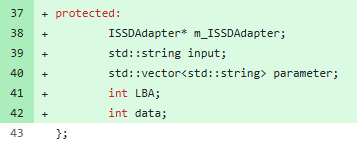 37 + protected:
38 + ISSDAdapter* m_ISSDAdapter;
39 + std::string input;
40 + std::vector<std::string> parameter;
41 + int LBA;
42 + int data;
43 };